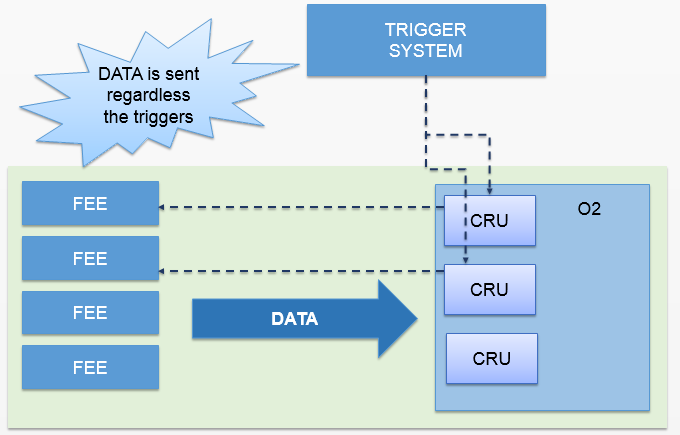 TRIGGER
SYSTEM
DATA is sent
regardless
the triggers
FEE
FEE
FEE
FEE
DATA
O2
CRU
CRU
CRU